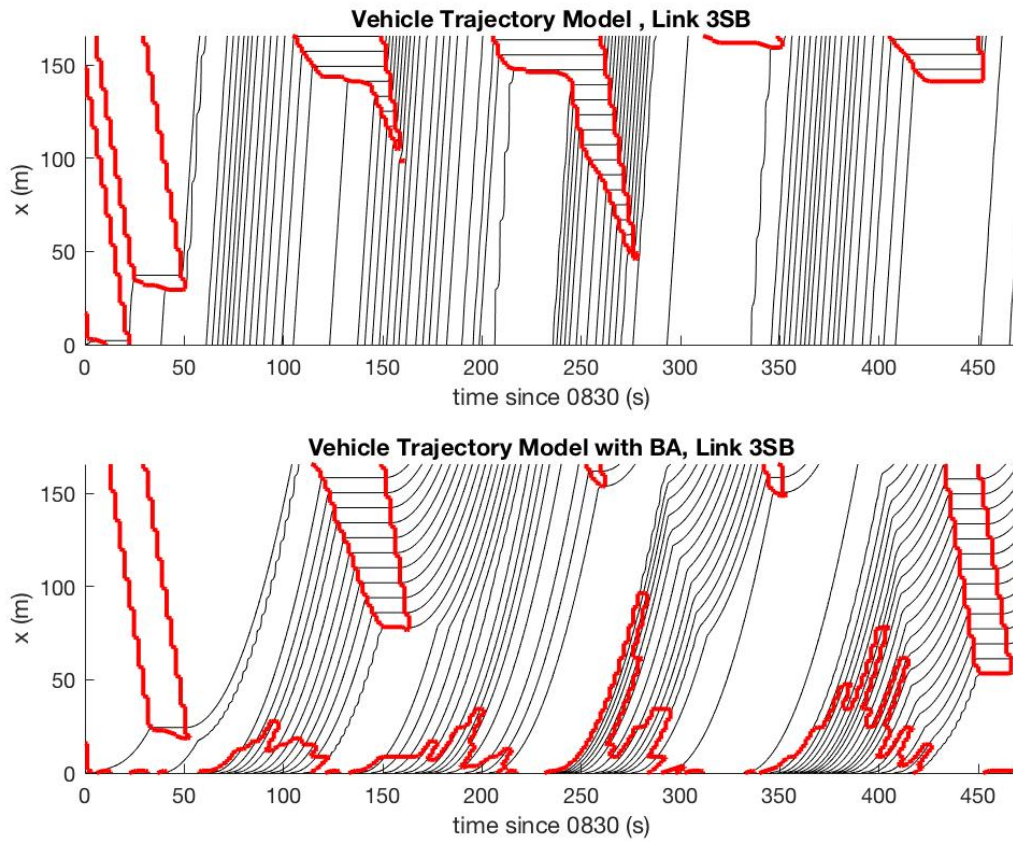 Vehicle Trajectory Model , Link 3SB
150
100
50
0
x (m)
0 50 100 150 200 250 300 350 400 450
time since 0830 (s)
Vehicle Trajectory Model with BA, Link 3SB
150
100
50
0
x (m)
0 50 100 150 200 250 300 350 400 450
time since 0830 (s)